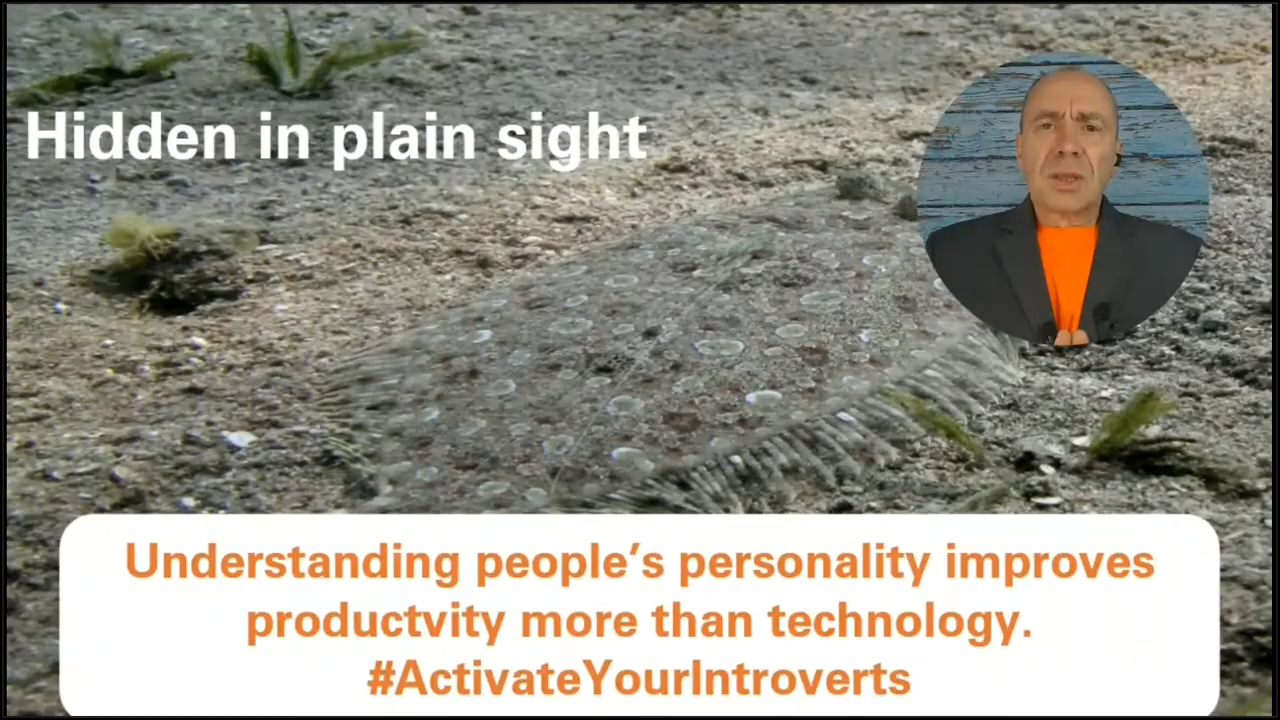 Hidden in plain sight
Understanding people’s personality improves
productvity more than technology.
#ActivateYourIntroverts